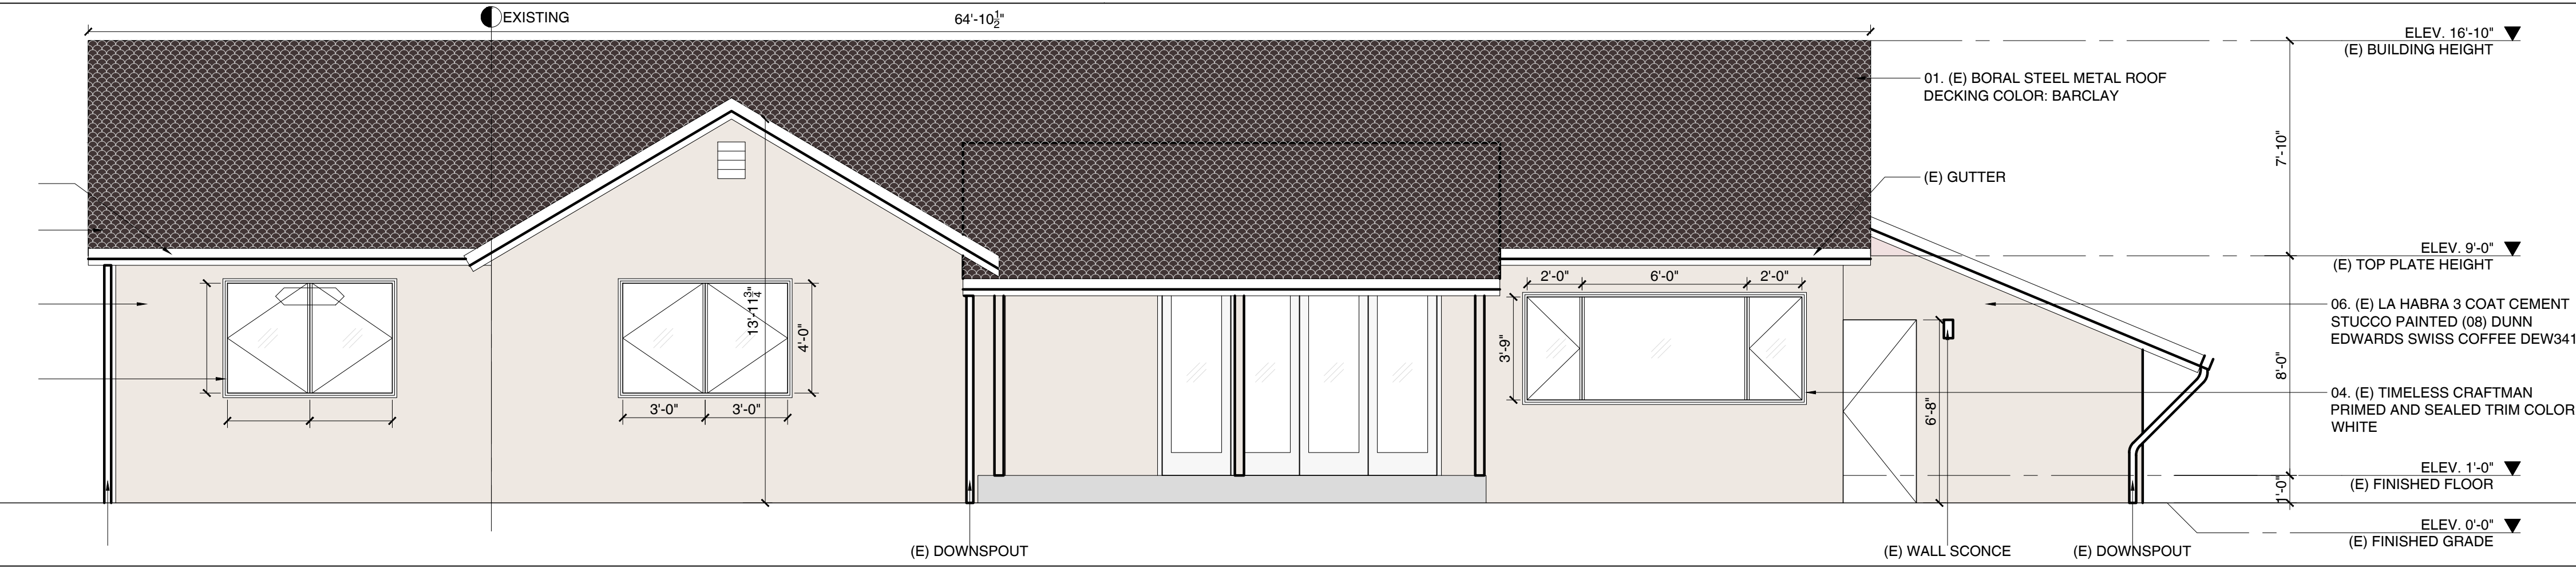 EXISTING
64'-10½"
ELEV. 16'-10"
(E) BUILDING HEIGHT
01. (E) BORAL STEEL METAL ROOF
DECKING COLOR: BARCLAY
7'-10"
(E) GUTTER
ELEV. 9'-0"
(E) TOP PLATE HEIGHT
2'-0"
6'-0"
2'-0"
13'-11¾"
4'-0"
3'-9"
06. (E) LA HABRA 3 COAT CEMENT
STUCCO PAINTED (08) DUNN
EDWARDS SWISS COFFEE DEW341
8'-0"
3'-0"
3'-0"
6'-8"
04. (E) TIMELESS CRAFTMAN
PRIMED AND SEALED TRIM COLOR
WHITE
ELEV. 1'-0"
(E) FINISHED FLOOR
1'-0"
ELEV. 0'-0"
(E) FINISHED GRADE
(E) DOWNSPOUT
(E) WALL SCONCE
(E) DOWNSPOUT